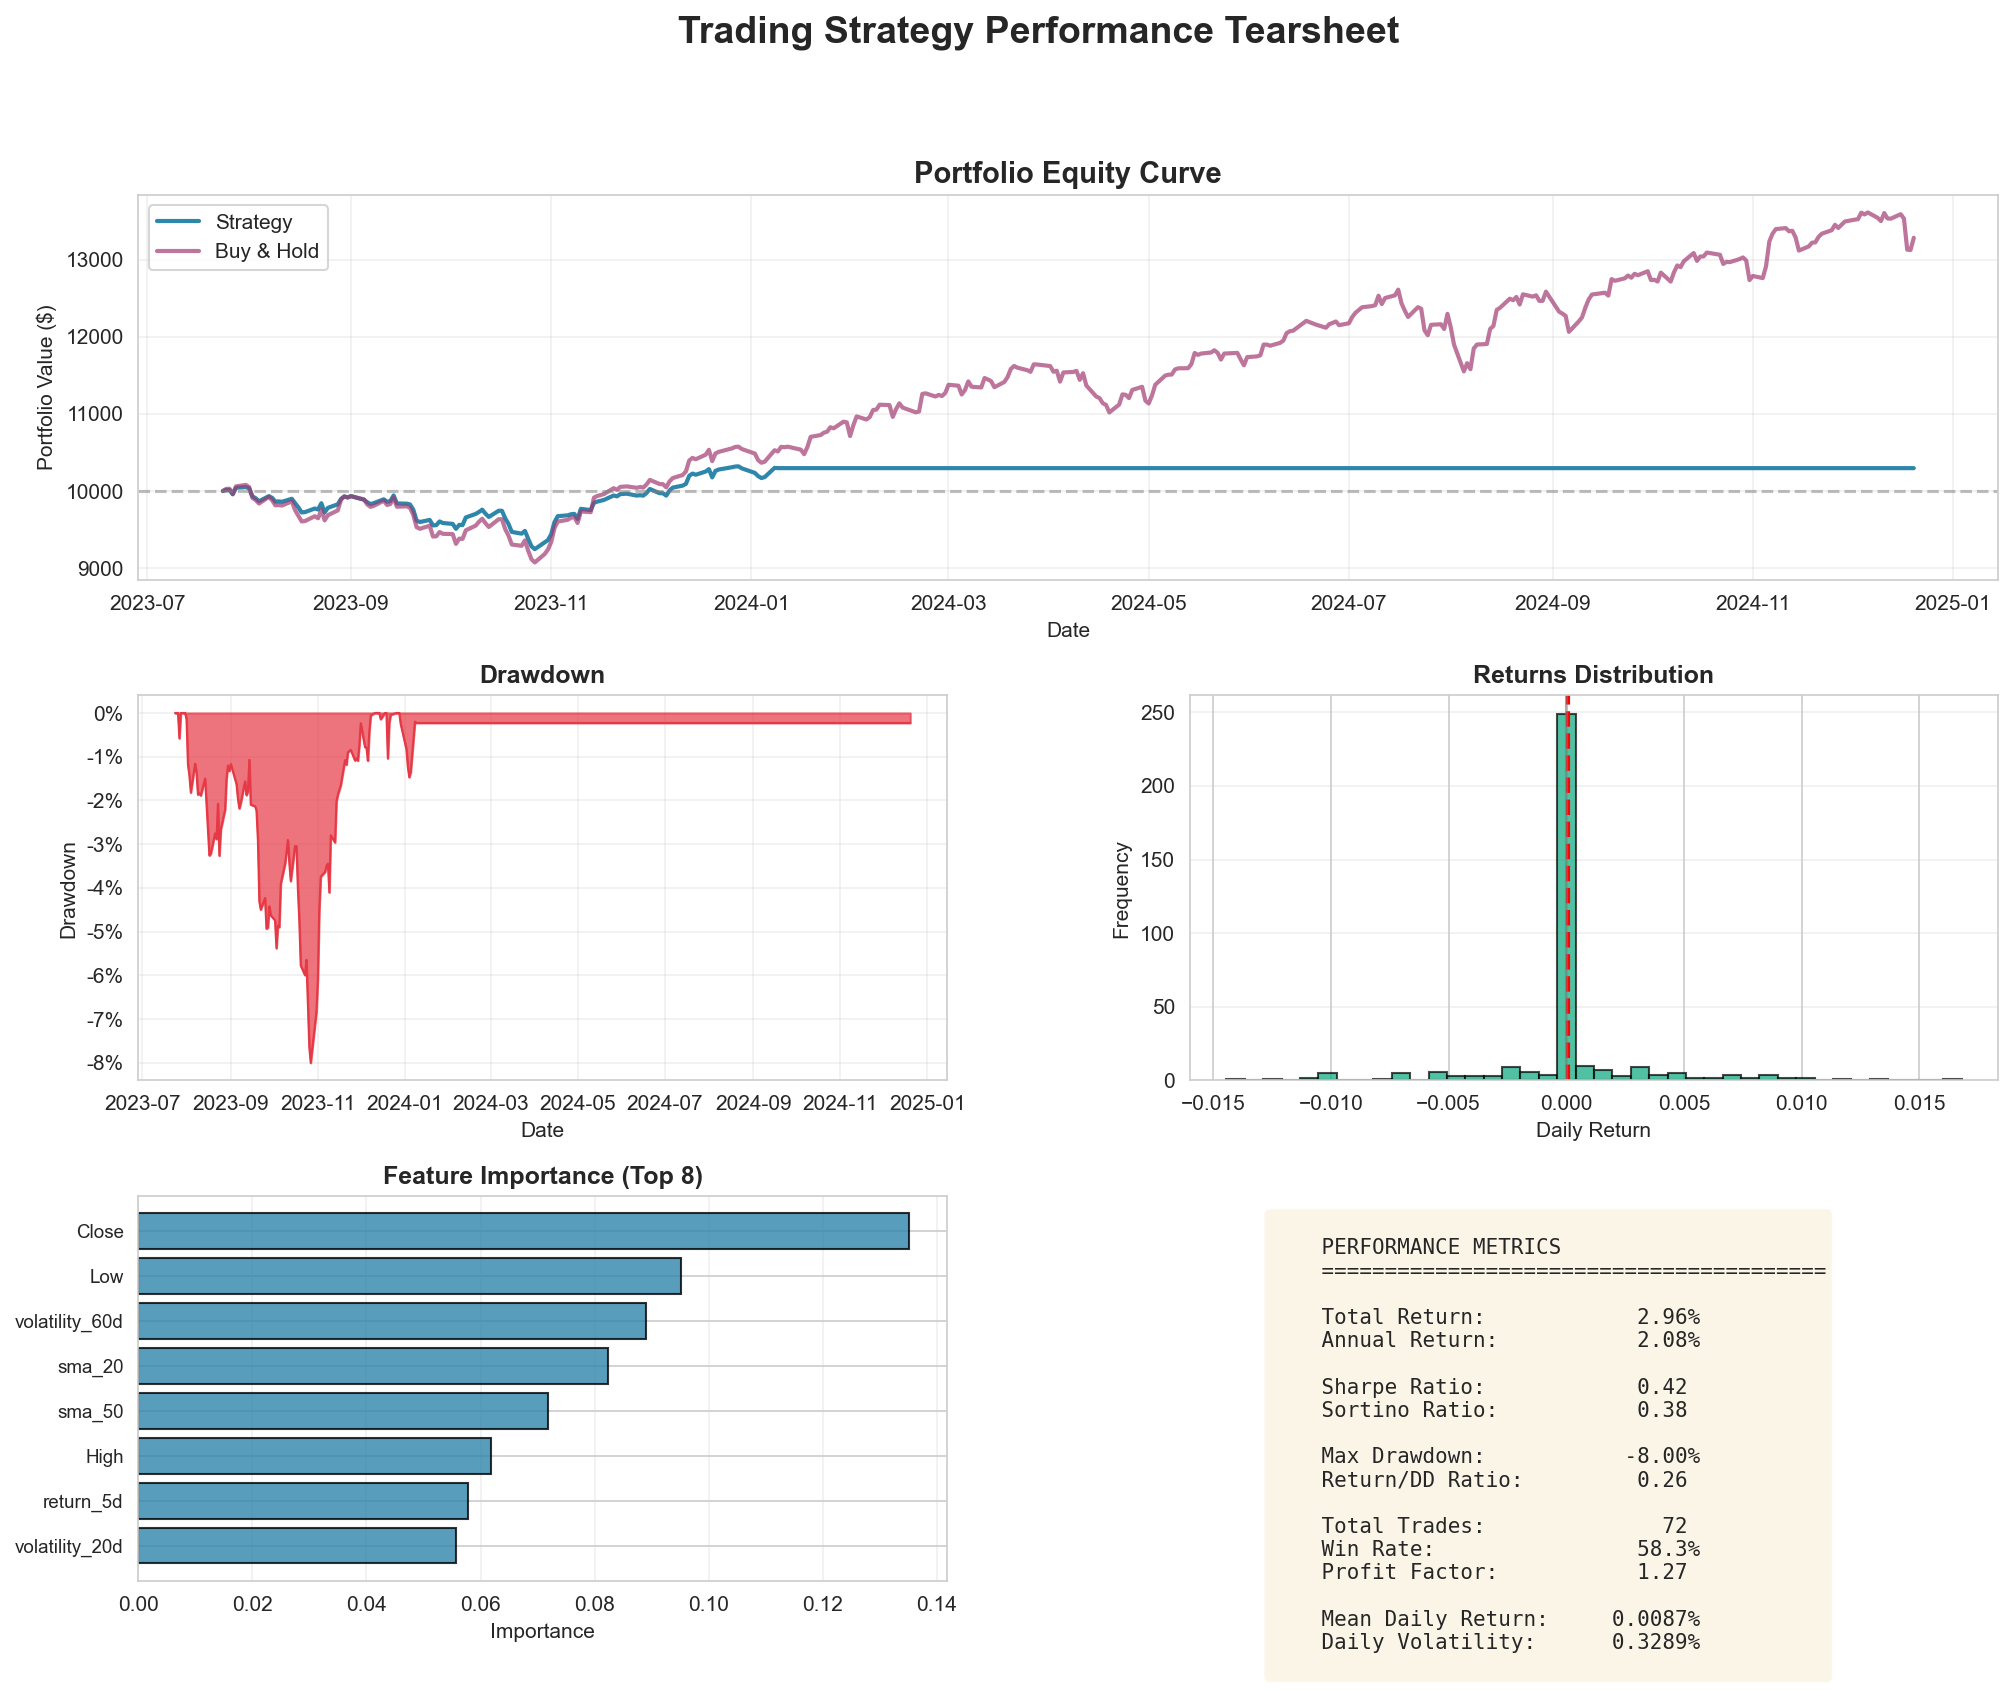 Trading Strategy Performance Tearsheet
Portfolio Equity Curve
Strategy
Buy & Hold
Portfolio Value ($)
13000
12000
11000
10000
9000
2023-07 2023-09 2023-11 2024-01 2024-03 2024-05 2024-07 2024-09 2024-11 2025-01
Date
Drawdown
Drawdown
0%
-1%
-2%
-3%
-4%
-5%
-6%
-7%
-8%
2023-07 2023-09 2023-11 2024-01 2024-03 2024-05 2024-07 2024-09 2024-11 2025-01
Date
Returns Distribution
Frequency
250
200
150
100
50
0
−0.015 −0.010 −0.005 0.000 0.005 0.010 0.015
Daily Return
Feature Importance (Top 8)
Close
Low
volatility_60d
sma_20
sma_50
High
return_5d
volatility_20d
0.00 0.02 0.04 0.06 0.08 0.10 0.12 0.14
Importance
PERFORMANCE METRICS
========================================
Total Return: 2.96%
Annual Return: 2.08%
Sharpe Ratio: 0.42
Sortino Ratio: 0.38
Max Drawdown: -8.00%
Return/DD Ratio: 0.26
Total Trades: 72
Win Rate: 58.3%
Profit Factor: 1.27
Mean Daily Return: 0.0087%
Daily Volatility: 0.3289%